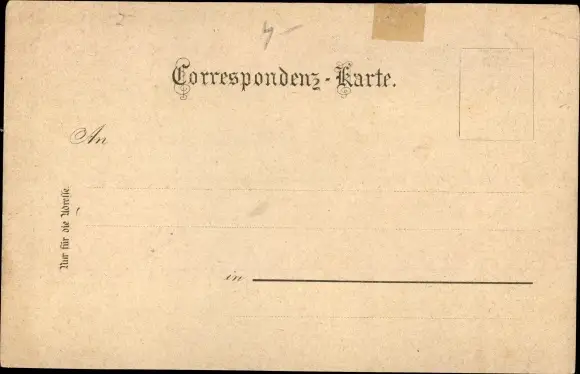 Correspondenz-Karte.
An
Nur für die Adresse.
in